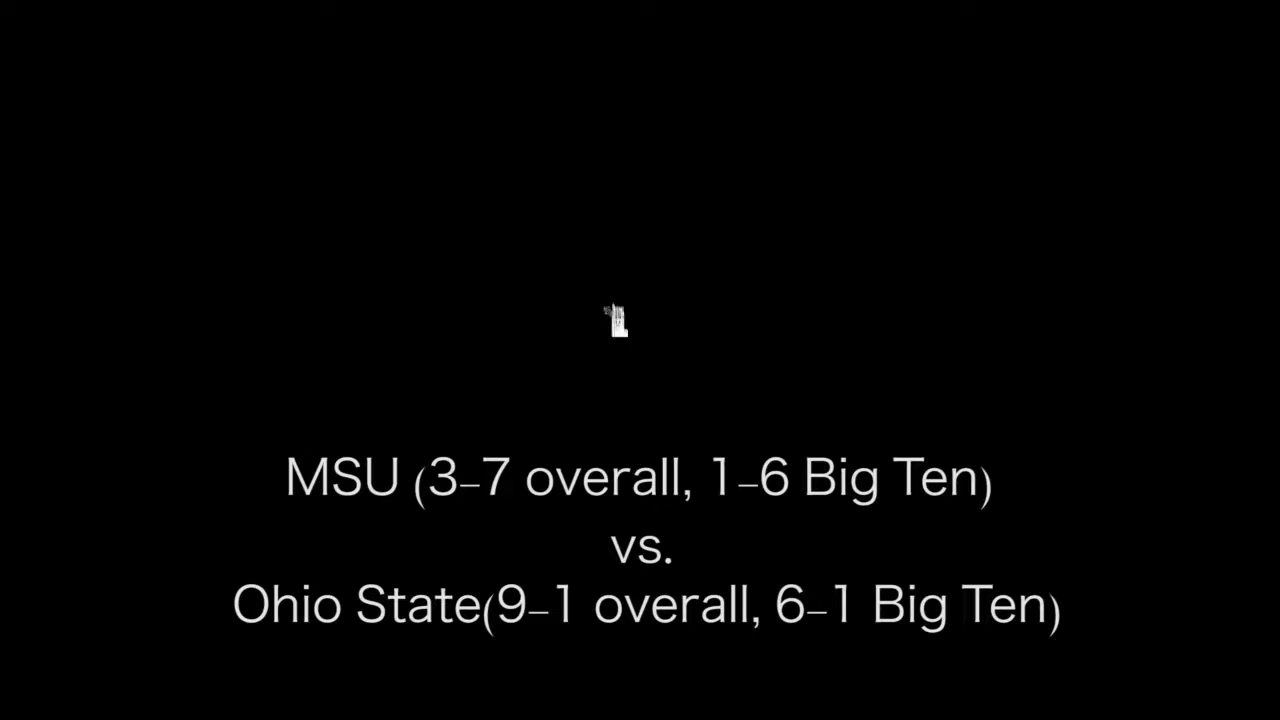 MSU (3–7 overall, 1–6 Big Ten)
vs.
Ohio State(9–1 overall, 6–1 Big Ten)